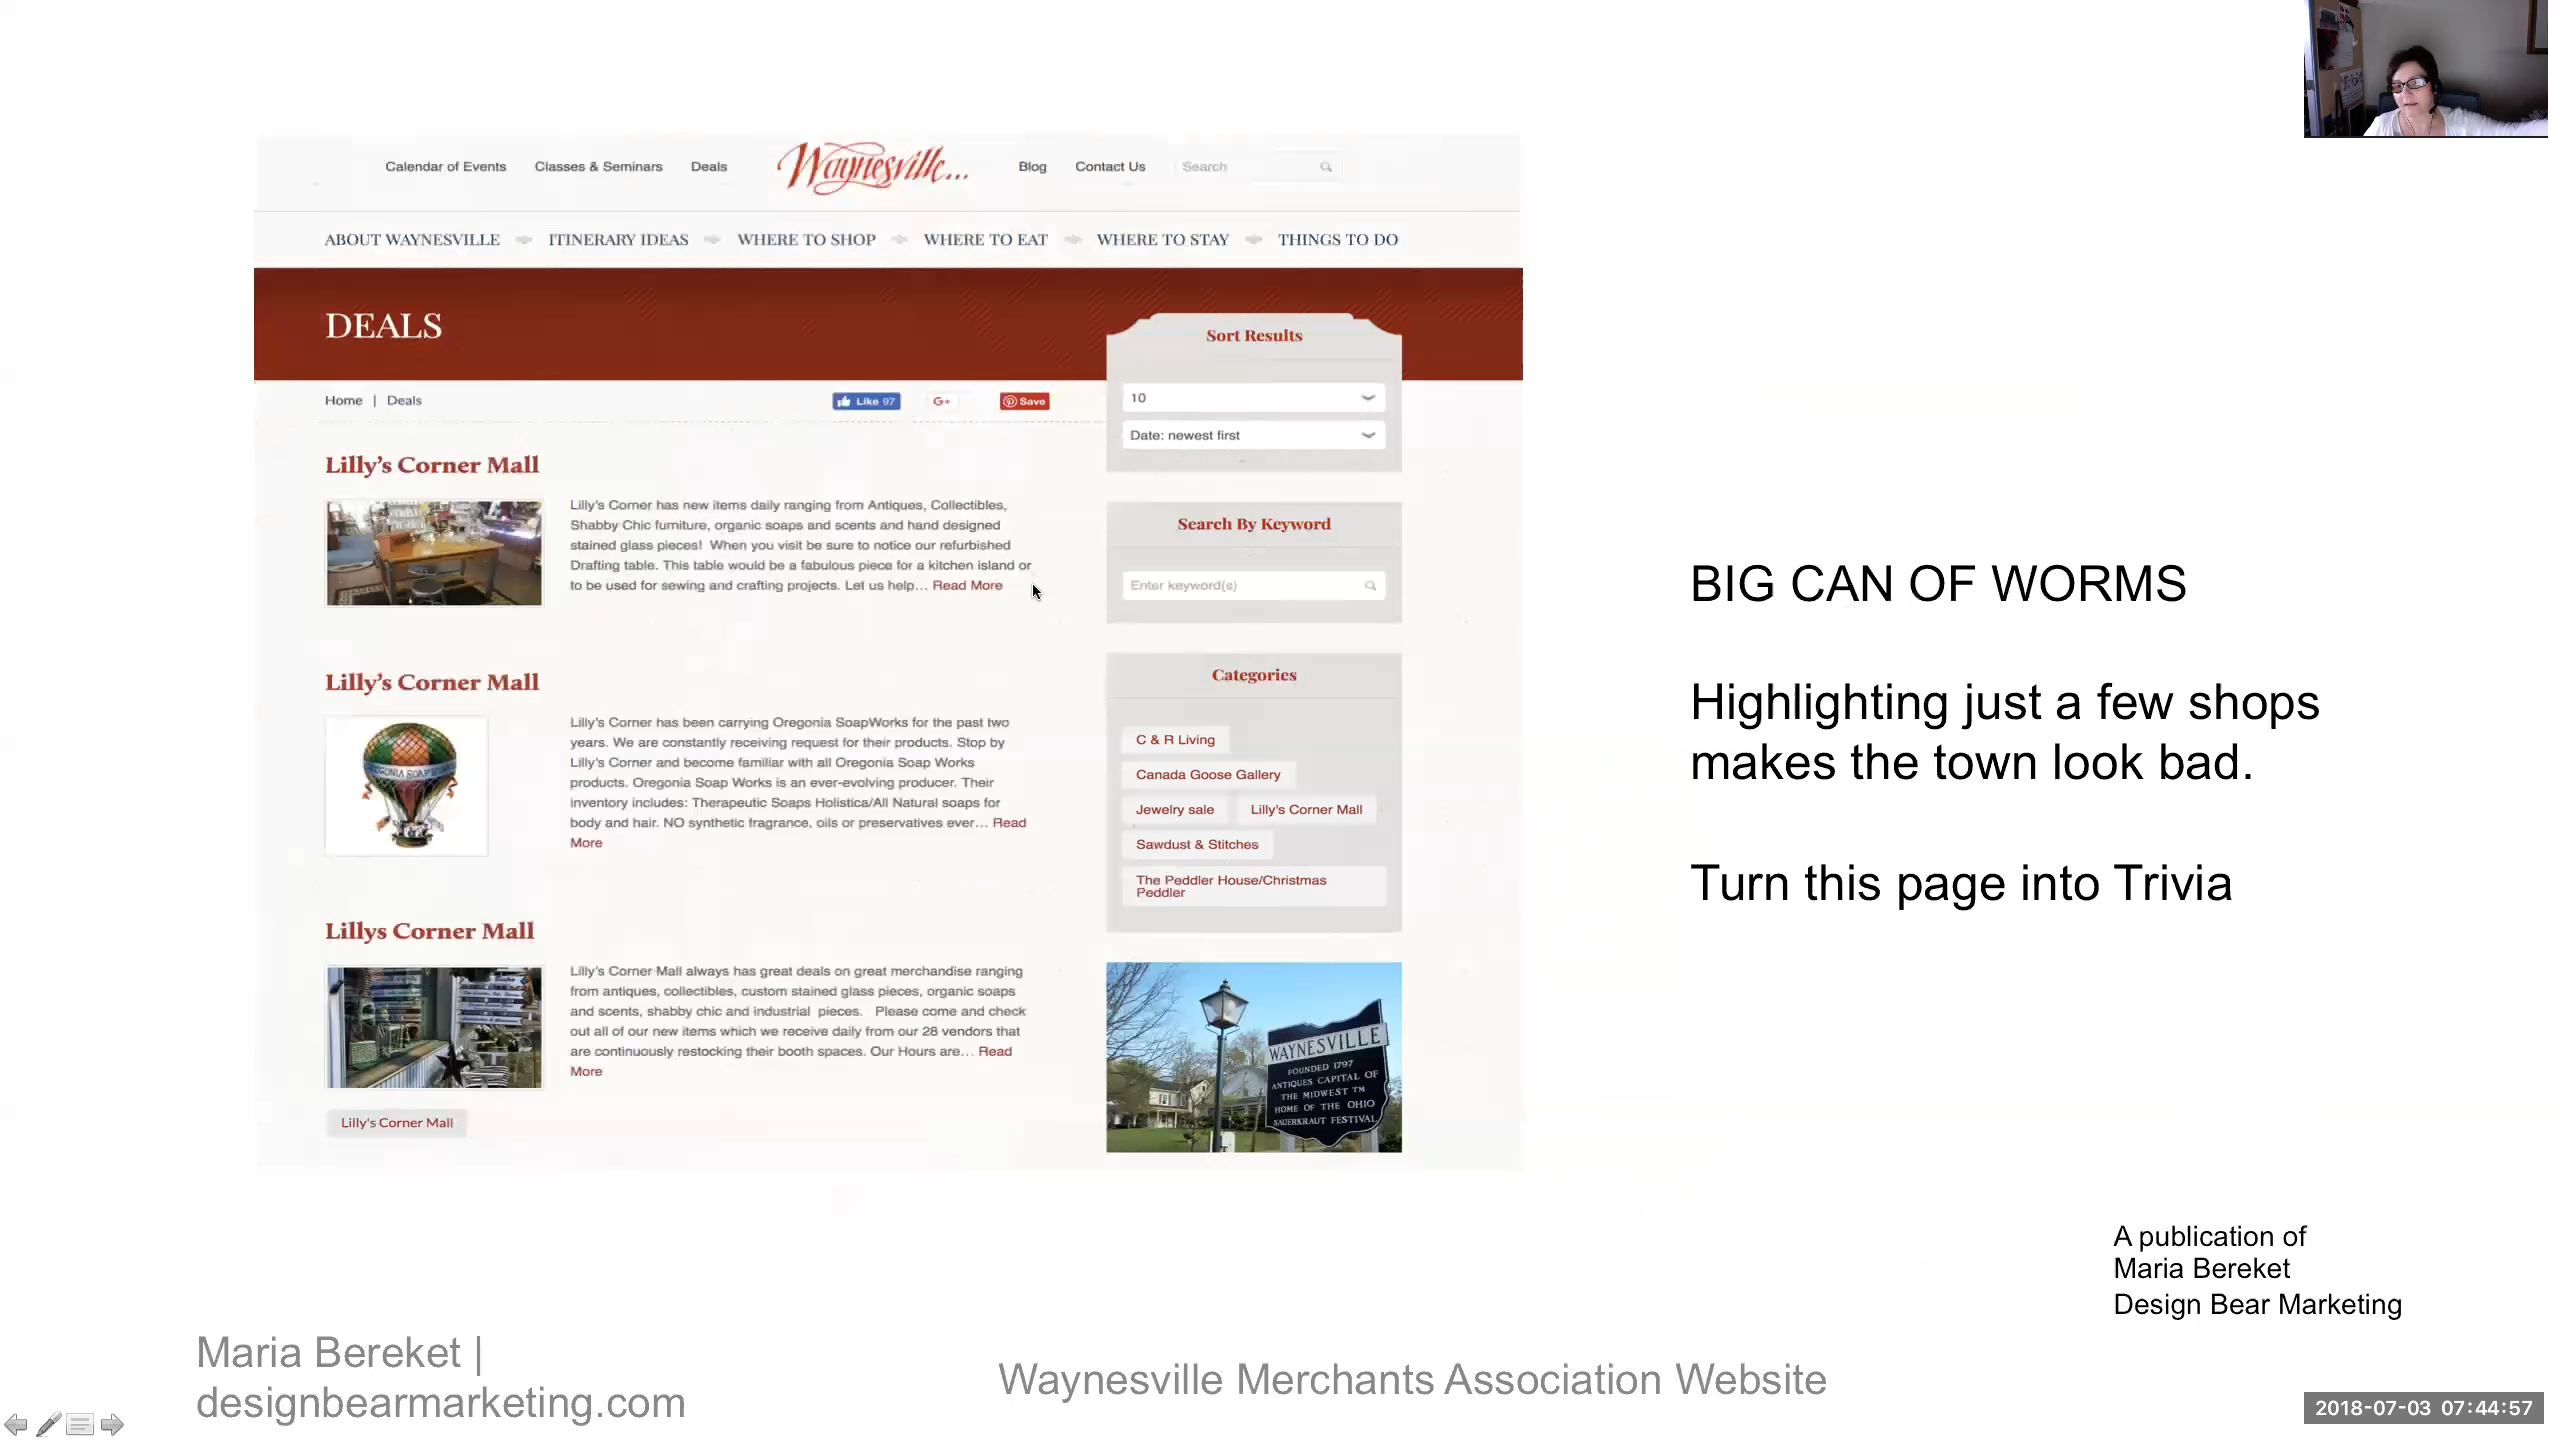 Calendar of Events Classes & Seminars Deals Waynesville... Blog Contact Us Search
ABOUT WAYNESVILLE ITINERARY IDEAS WHERE TO SHOP WHERE TO EAT WHERE TO STAY THINGS TO DO
DEALS
Home | Deals
Like 97
G+
Save
Lilly's Corner Mall
Lilly's Corner has new items daily ranging from Antiques, Collectibles,
Shabby Chic furniture, organic soaps and scents and hand designed
stained glass pieces! When you visit be sure to notice our refurbished
Drafting table. This table would be a fabulous piece for a kitchen island or
to be used for sewing and crafting projects. Let us help... Read More
Lilly's Corner Mall
OREGONIA SOAP
Lilly's Corner has been carrying Oregonia SoapWorks for the past two
years. We are constantly receiving request for their products. Stop by
Lilly's Corner and become familiar with all Oregonia Soap Works
products. Oregonia Soap Works is an ever-evolving producer. Their
inventory includes: Therapeutic Soaps Holistica/All Natural soaps for
body and hair. NO synthetic fragrance, oils or preservatives ever... Read
More
Lillys Corner Mall
Lilly's Corner Mall always has great deals on great merchandise ranging
from antiques, collectibles, custom stained glass pieces, organic soaps
and scents, shabby chic and industrial pieces. Please come and check
out all of our new items which we receive daily from our 28 vendors that
are continuously restocking their booth spaces. Our Hours are... Read
More
Lilly's Corner Mall
Sort Results
10
Date: newest first
Search By Keyword
Enter keyword(s)
Categories
C & R Living
Canada Goose Gallery
Jewelry sale Lilly's Corner Mall
Sawdust & Stitches
The Peddler House/Christmas
Peddler
WAYNESVILLE
FOUNDED 1797
ANTIQUES CAPITAL OF
THE MIDWEST TM
HOME OF THE OHIO
SAUERKRAUT FESTIVAL
BIG CAN OF WORMS
Highlighting just a few shops
makes the town look bad.
Turn this page into Trivia
A publication of
Maria Bereket
Design Bear Marketing
Maria Bereket |
designbearmarketing.com
Waynesville Merchants Association Website
2018-07-03 07:44:57